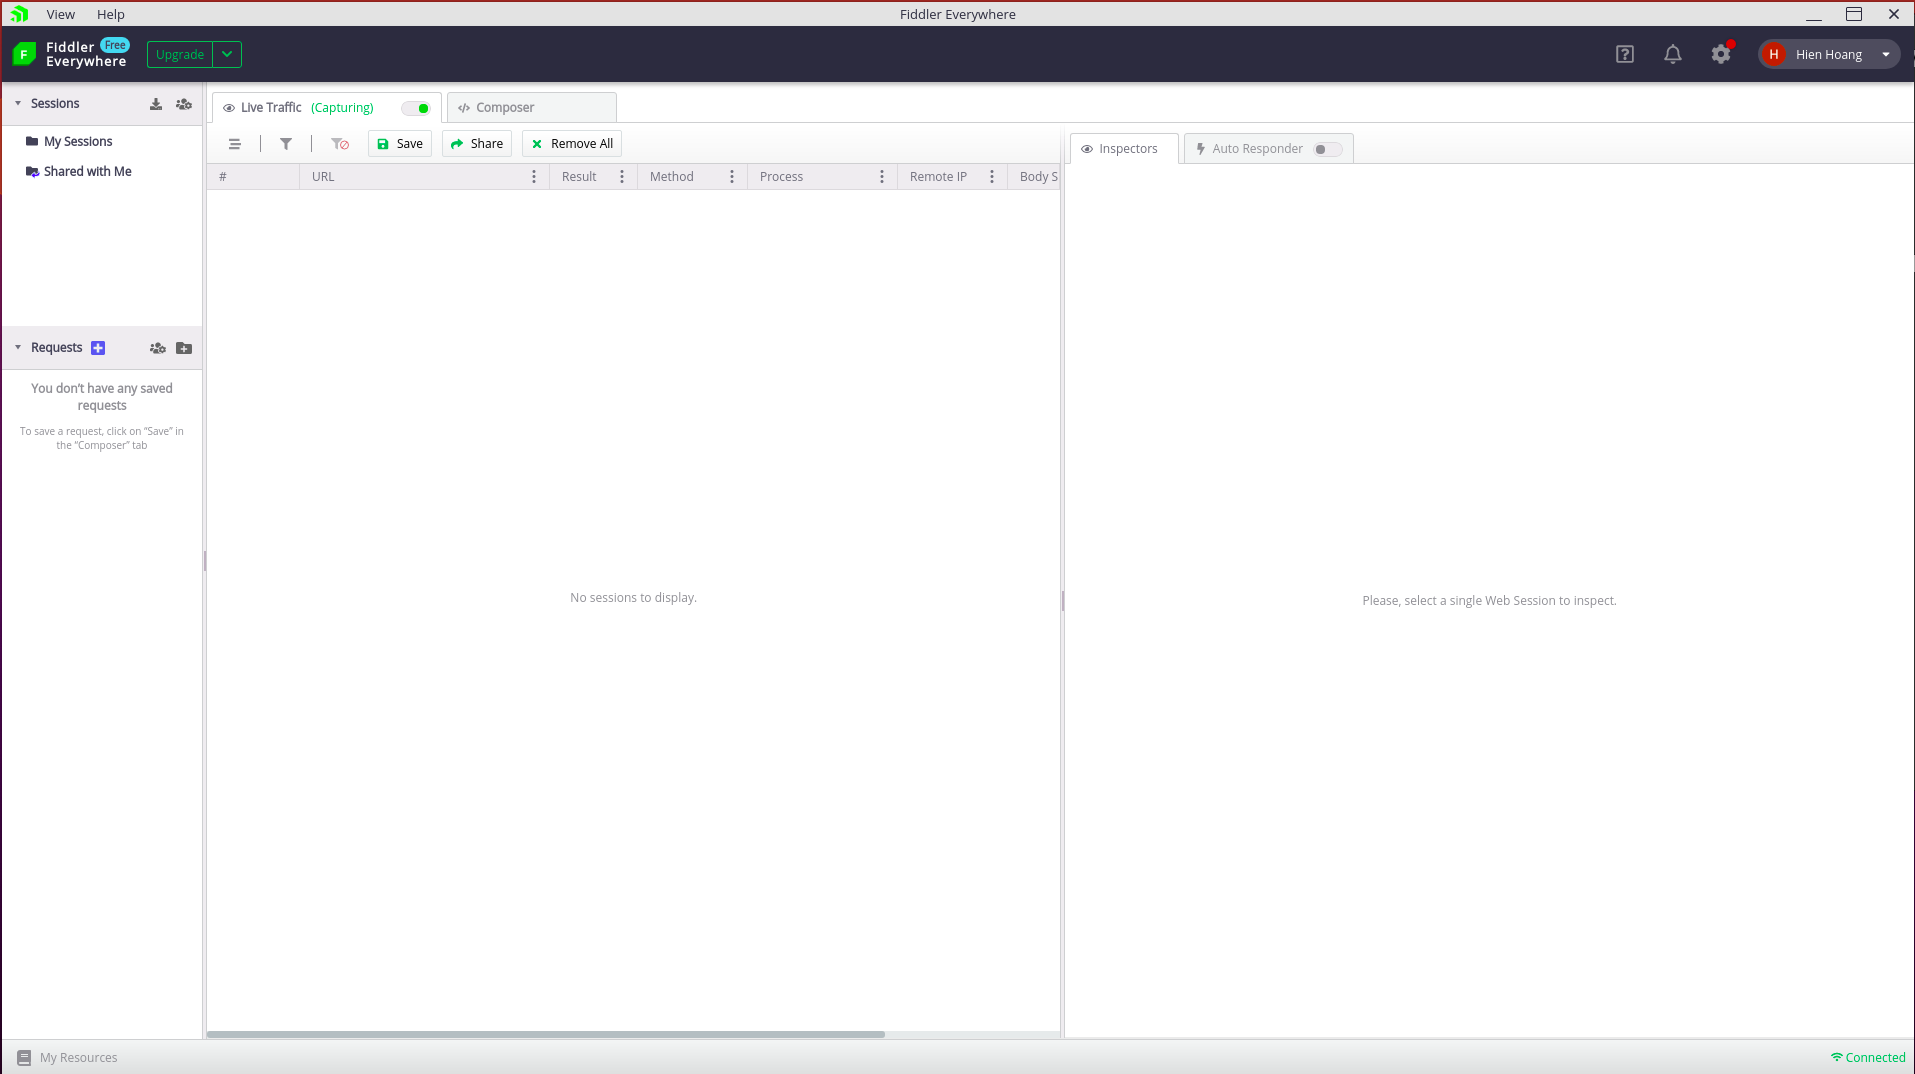 View Help Fiddler Everywhere
Fiddler Free
Everywhere
Upgrade
F
?
H Hien Hoang
Sessions
My Sessions
Shared with Me
Requests
You don't have any saved
requests
To save a request, click on “Save” in
the “Composer” tab
Live Traffic (Capturing)
Composer
Save Share Remove All
# URL Result Method Process Remote IP Body S
No sessions to display.
Inspectors Auto Responder
Please, select a single Web Session to inspect.
My Resources
Connected